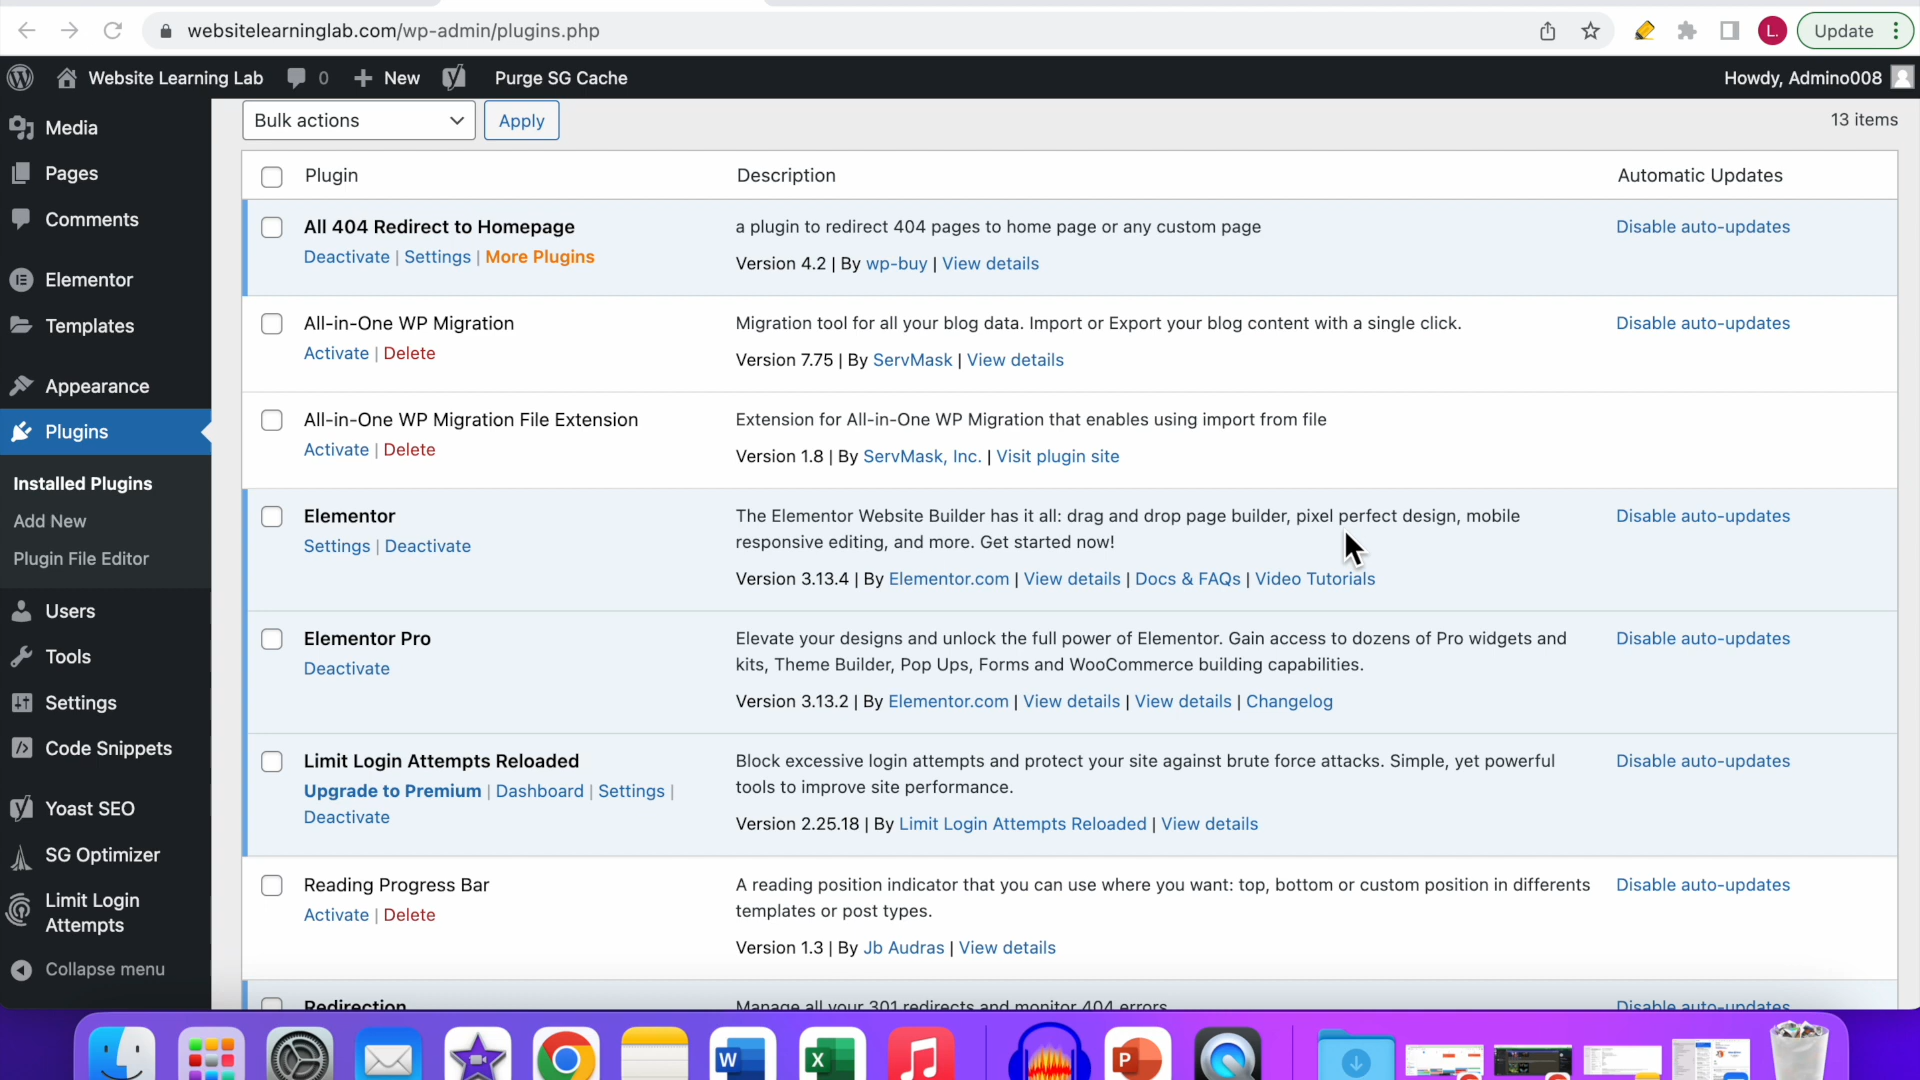 websitelearninglab.com/wp-admin/plugins.php
L.
Update
Website Learning Lab
0
New
Purge SG Cache
Howdy, Admino008
Media
Pages
Comments
Elementor
Templates
Appearance
Plugins
Installed Plugins
Add New
Plugin File Editor
Users
Tools
Settings
Code Snippets
Yoast SEO
SG Optimizer
Limit Login
Attempts
Collapse menu
Bulk actions
Apply
13 items
Plugin
Description
Automatic Updates
All 404 Redirect to Homepage
Deactivate | Settings | More Plugins
a plugin to redirect 404 pages to home page or any custom page
Version 4.2 | By wp-buy | View details
Disable auto-updates
All-in-One WP Migration
Activate | Delete
Migration tool for all your blog data. Import or Export your blog content with a single click.
Version 7.75 | By ServMask | View details
Disable auto-updates
All-in-One WP Migration File Extension
Activate | Delete
Extension for All-in-One WP Migration that enables using import from file
Version 1.8 | By ServMask, Inc. | Visit plugin site
Elementor
Settings | Deactivate
The Elementor Website Builder has it all: drag and drop page builder, pixel perfect design, mobile
responsive editing, and more. Get started now!
Version 3.13.4 | By Elementor.com | View details | Docs & FAQs | Video Tutorials
Disable auto-updates
Elementor Pro
Deactivate
Elevate your designs and unlock the full power of Elementor. Gain access to dozens of Pro widgets and
kits, Theme Builder, Pop Ups, Forms and WooCommerce building capabilities.
Version 3.13.2 | By Elementor.com | View details | View details | Changelog
Disable auto-updates
Limit Login Attempts Reloaded
Upgrade to Premium | Dashboard | Settings |
Deactivate
Block excessive login attempts and protect your site against brute force attacks. Simple, yet powerful
tools to improve site performance.
Version 2.25.18 | By Limit Login Attempts Reloaded | View details
Disable auto-updates
Reading Progress Bar
Activate | Delete
A reading position indicator that you can use where you want: top, bottom or custom position in differents
templates or post types.
Version 1.3 | By Jb Audras | View details
Disable auto-updates
Redirection
Manage all your 301 redirects and monitor 404 errors
Disable auto-updates
W
X
P